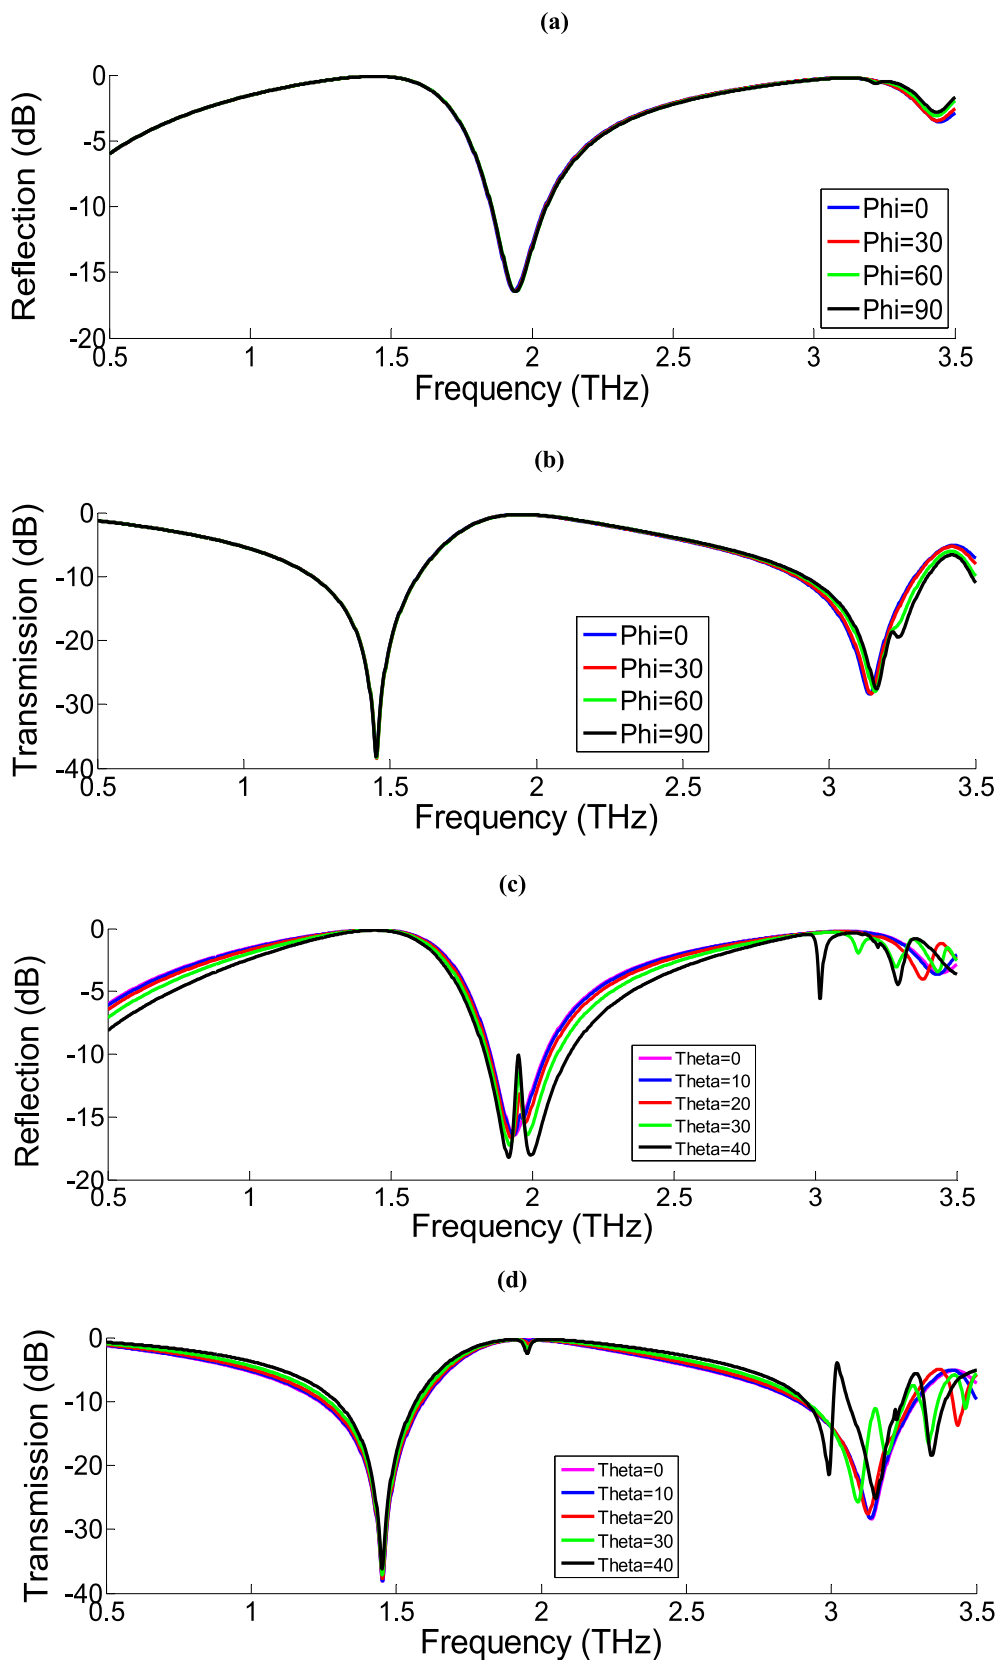 (a)
Reflection (dB)
0
-5
-10
-15
-20
0.5
1
1.5
2
2.5
3
3.5
Frequency (THz)
Phi=0
Phi=30
Phi=60
Phi=90
(b)
Transmission (dB)
0
-10
-20
-30
-40
0.5
1
1.5
2
2.5
3
3.5
Frequency (THz)
Phi=0
Phi=30
Phi=60
Phi=90
(c)
Reflection (dB)
0
-5
-10
-15
-20
0.5
1
1.5
2
2.5
3
3.5
Frequency (THz)
Theta=0
Theta=10
Theta=20
Theta=30
Theta=40
(d)
Transmission (dB)
0
-10
-20
-30
-40
0.5
1
1.5
2
2.5
3
3.5
Frequency (THz)
Theta=0
Theta=10
Theta=20
Theta=30
Theta=40